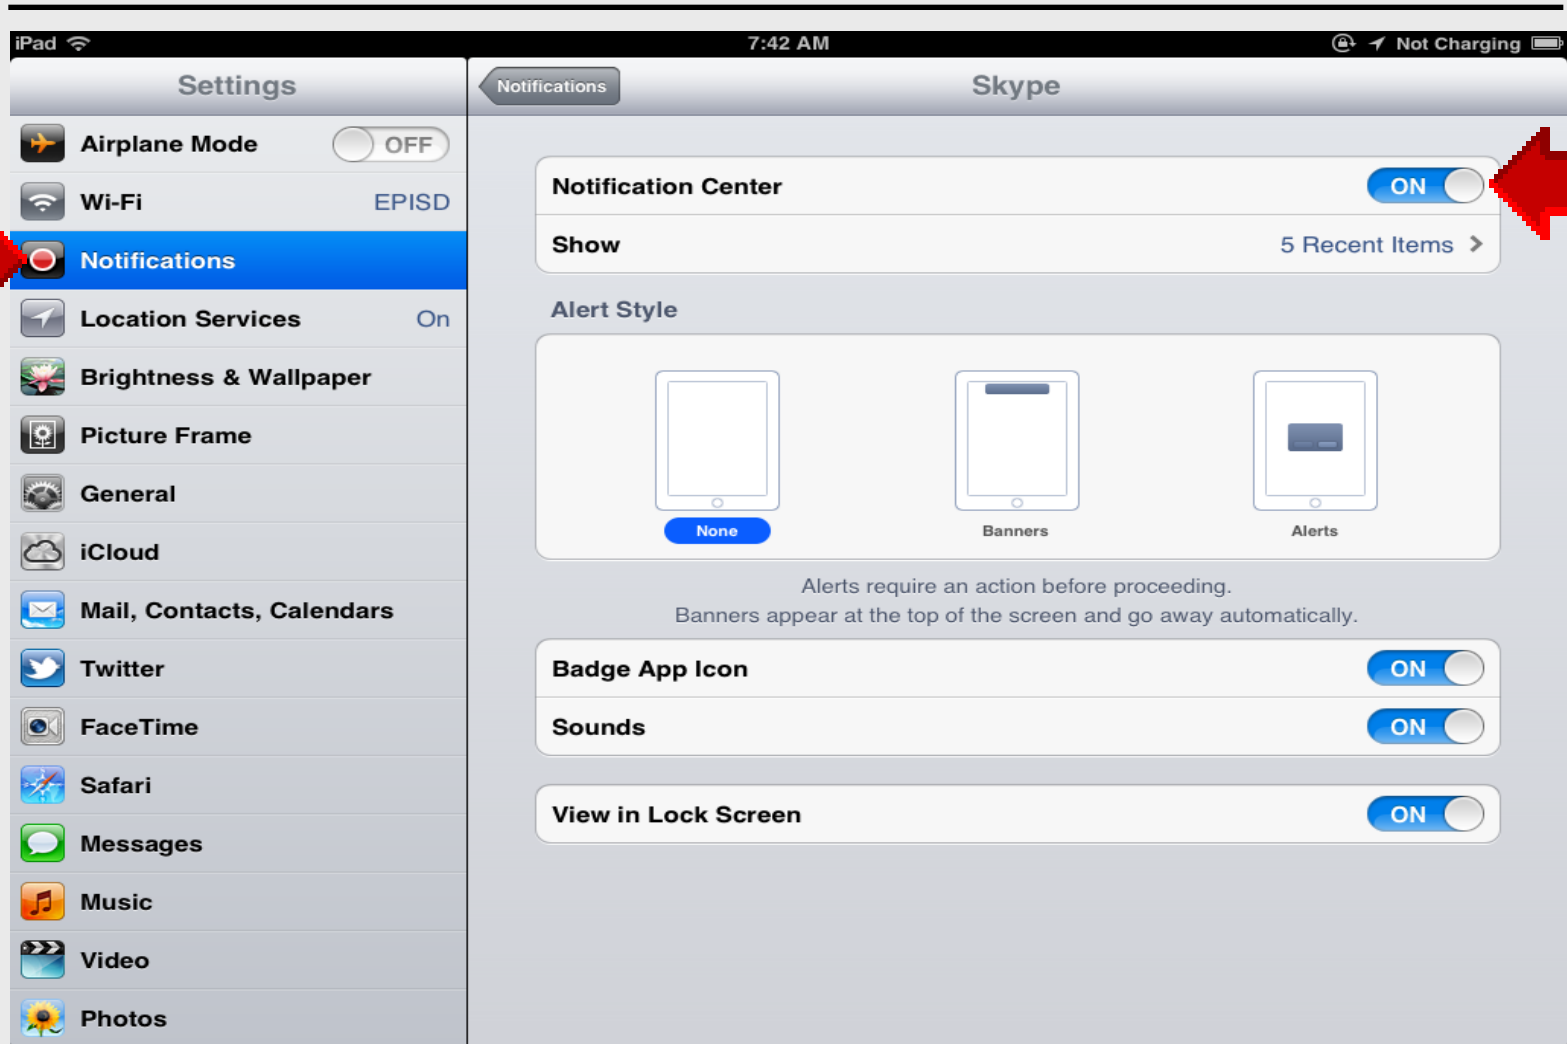 iPad 7:42 AM Not Charging
Settings
Notifications Skype
Airplane Mode OFF
Wi-Fi EPISD
Notifications
Location Services On
Brightness & Wallpaper
Picture Frame
General
iCloud
Mail, Contacts, Calendars
Twitter
FaceTime
Safari
Messages
Music
Video
Photos
Notification Center ON
Show 5 Recent Items
Alert Style
None Banners Alerts
Alerts require an action before proceeding.
Banners appear at the top of the screen and go away automatically.
Badge App Icon ON
Sounds ON
View in Lock Screen ON